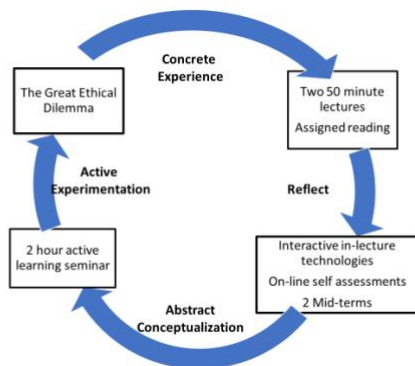 Concrete
Experience
The Great Ethical
Dilemma
Two 50 minute
lectures
Assigned reading
Active
Experimentation
Reflect
2 hour active
learning seminar
Interactive in-lecture
technologies
On-line self assessments
2 Mid-terms
Abstract
Conceptualization